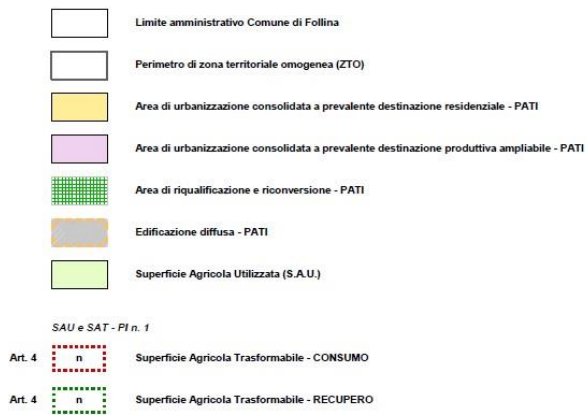 Limite amministrativo Comune di Follina
Perimetro di zona territoriale omogenea (ZTO)
Area di urbanizzazione consolidata a prevalente destinazione residenziale - PATI
Area di urbanizzazione consolidata a prevalente destinazione produttiva ampliabile - PATI
Area di riqualificazione e riconversione - PATI
Edificazione diffusa - PATI
Superficie Agricola Utilizzata (S.A.U.)
SAU e SAT - PI n. 1
Art. 4 n Superficie Agricola Trasformabile - CONSUMO
Art. 4 n Superficie Agricola Trasformabile - RECUPERO